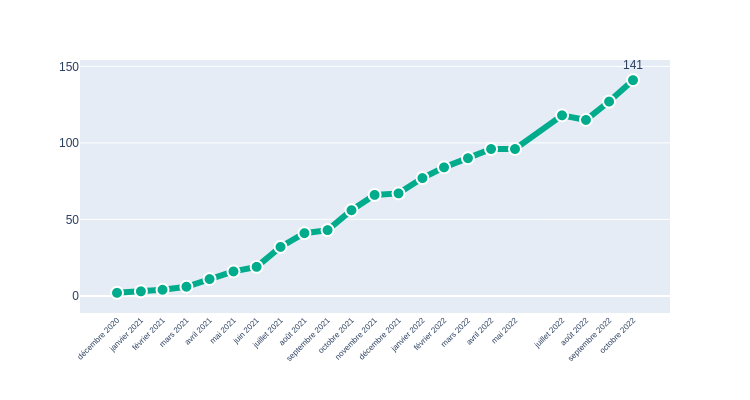 141
150
100
50
0
décembre 2020
janvier 2021
février 2021
mars 2021
avril 2021
mai 2021
juin 2021
juillet 2021
août 2021
septembre 2021
octobre 2021
novembre 2021
décembre 2021
janvier 2022
février 2022
mars 2022
avril 2022
mai 2022
juillet 2022
août 2022
septembre 2022
octobre 2022